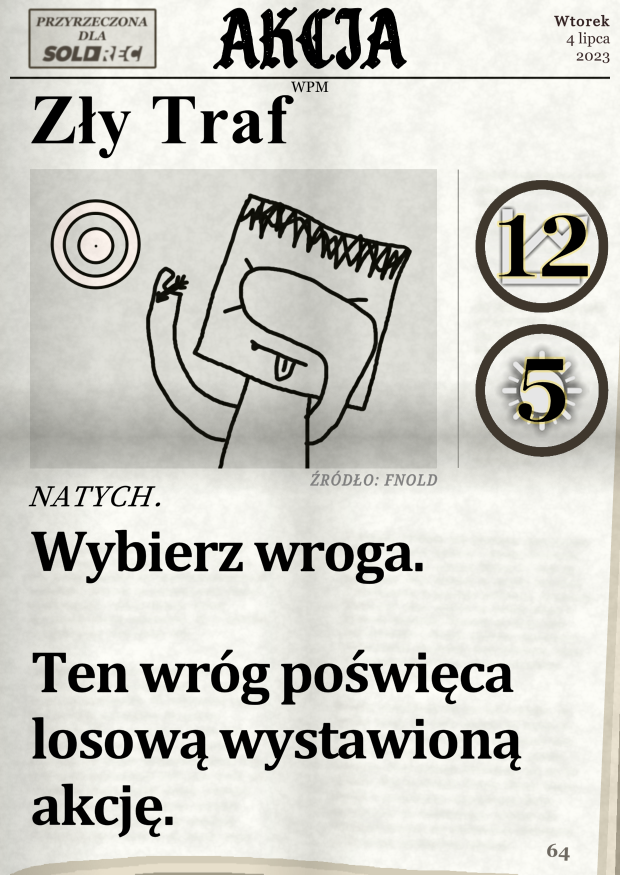 PRZYRZECZONA
DLA
SOLDREC
AKCJA
Wtorek
4 lipca
2023
WPM
Zły Traf
12
5
ŹRÓDŁO: FNOLD
NATYCH.
Wybierz wroga.
Ten wróg poświęca
losową wystawioną
akcję.
64